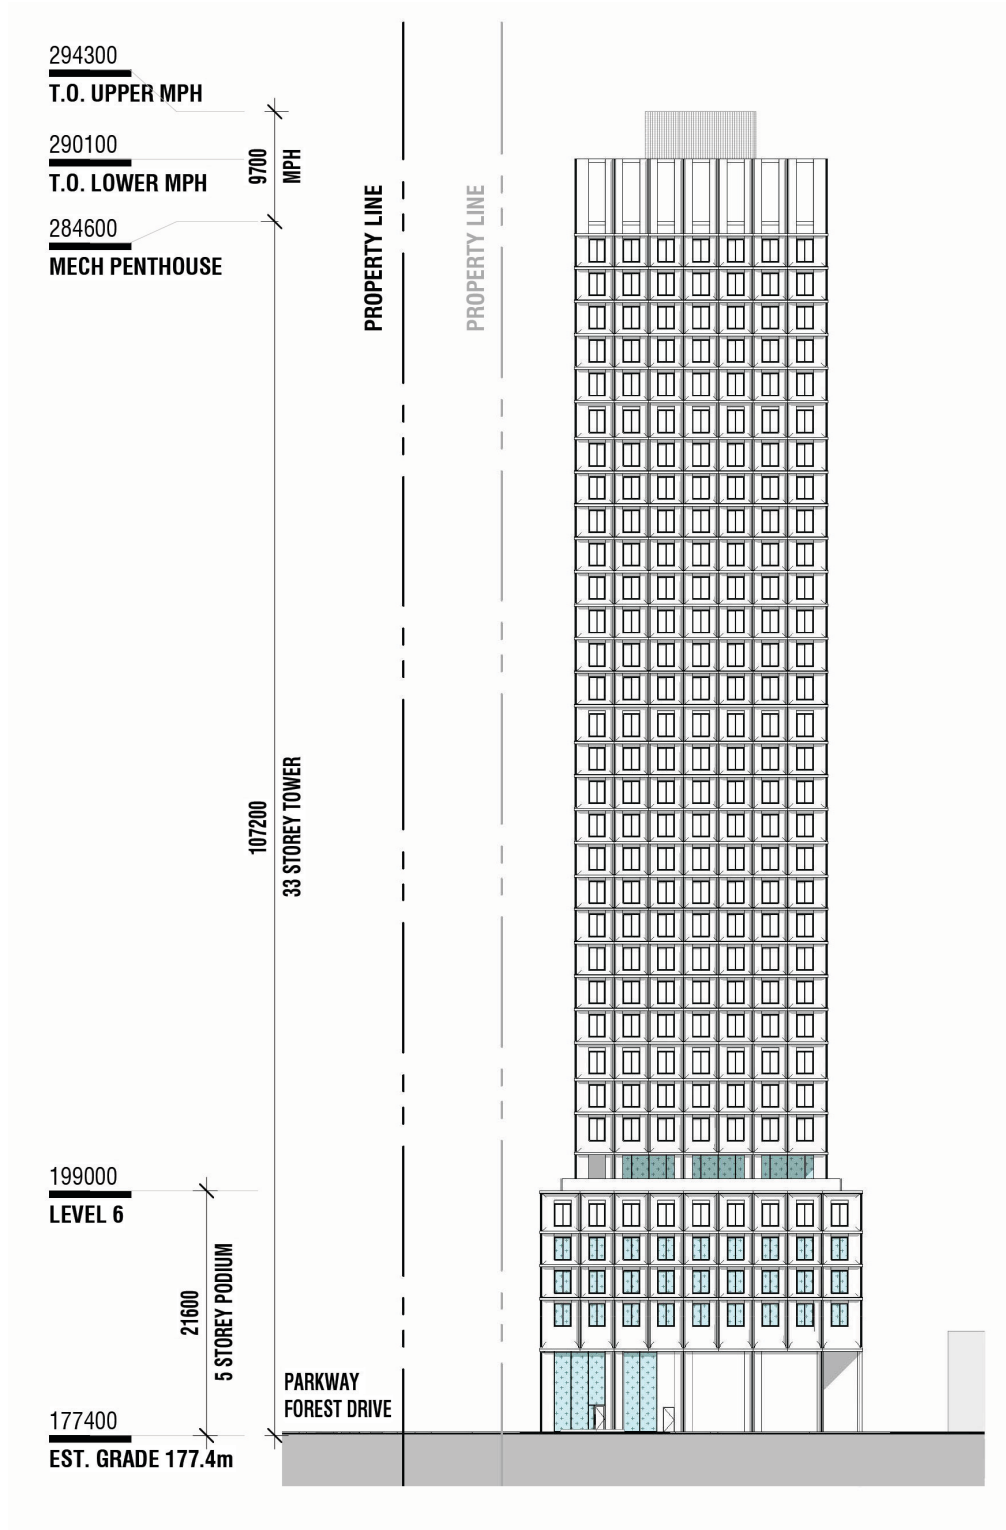 294300
T.O. UPPER MPH
290100
T.O. LOWER MPH
9700
MPH
284600
MECH PENTHOUSE
PROPERTY LINE
PROPERTY LINE
107200
33 STOREY TOWER
199000
LEVEL 6
21600
5 STOREY PODIUM
PARKWAY
FOREST DRIVE
177400
EST. GRADE 177.4m